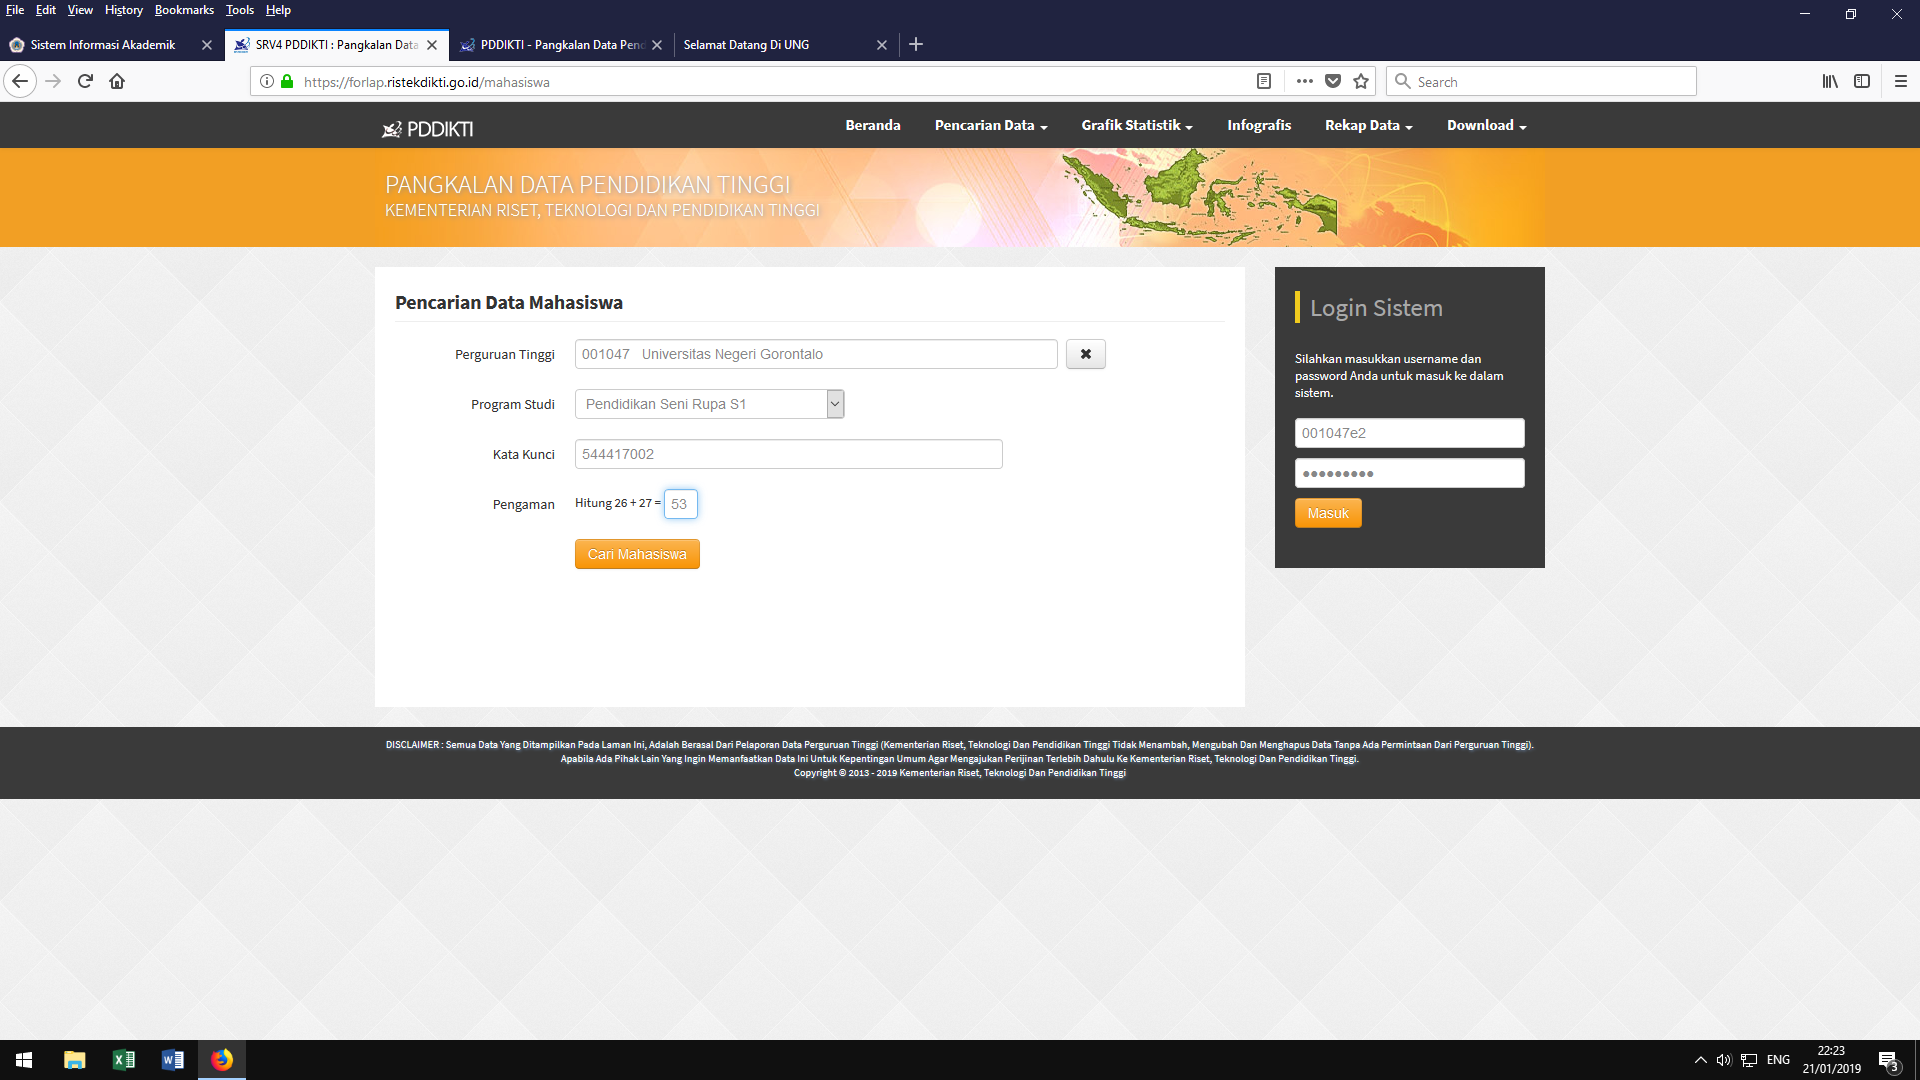 File Edit View History Bookmarks Tools Help
Sistem Informasi Akademik
SRV4 PDDIKTI : Pangkalan Data
PDDIKTI - Pangkalan Data Pend
Selamat Datang Di UNG
https://forlap.ristekdikti.go.id/mahasiswa
Search
PDDIKTI
Beranda Pencarian Data Grafik Statistik Infografis Rekap Data Download
PANGKALAN DATA PENDIDIKAN TINGGI
KEMENTERIAN RISET, TEKNOLOGI DAN PENDIDIKAN TINGGI
Pencarian Data Mahasiswa
Perguruan Tinggi 001047 Universitas Negeri Gorontalo
Program Studi Pendidikan Seni Rupa S1
Kata Kunci 544417002
Pengaman Hitung 26 + 27 = 53
Cari Mahasiswa
Login Sistem
Silahkan masukkan username dan
password Anda untuk masuk ke dalam
sistem.
001047e2
●●●●●●●●●
Masuk
DISCLAIMER : Semua Data Yang Ditampilkan Pada Laman Ini, Adalah Berasal Dari Pelaporan Data Perguruan Tinggi (Kementerian Riset, Teknologi Dan Pendidikan Tinggi Tidak Menambah, Mengubah Dan Menghapus Data Tanpa Ada Permintaan Dari Perguruan Tinggi).
Apabila Ada Pihak Lain Yang Ingin Memanfaatkan Data Ini Untuk Kepentingan Umum Agar Mengajukan Perijinan Terlebih Dahulu Ke Kementerian Riset, Teknologi Dan Pendidikan Tinggi.
Copyright © 2013 - 2019 Kementerian Riset, Teknologi Dan Pendidikan Tinggi
ENG
22:23
21/01/2019
3